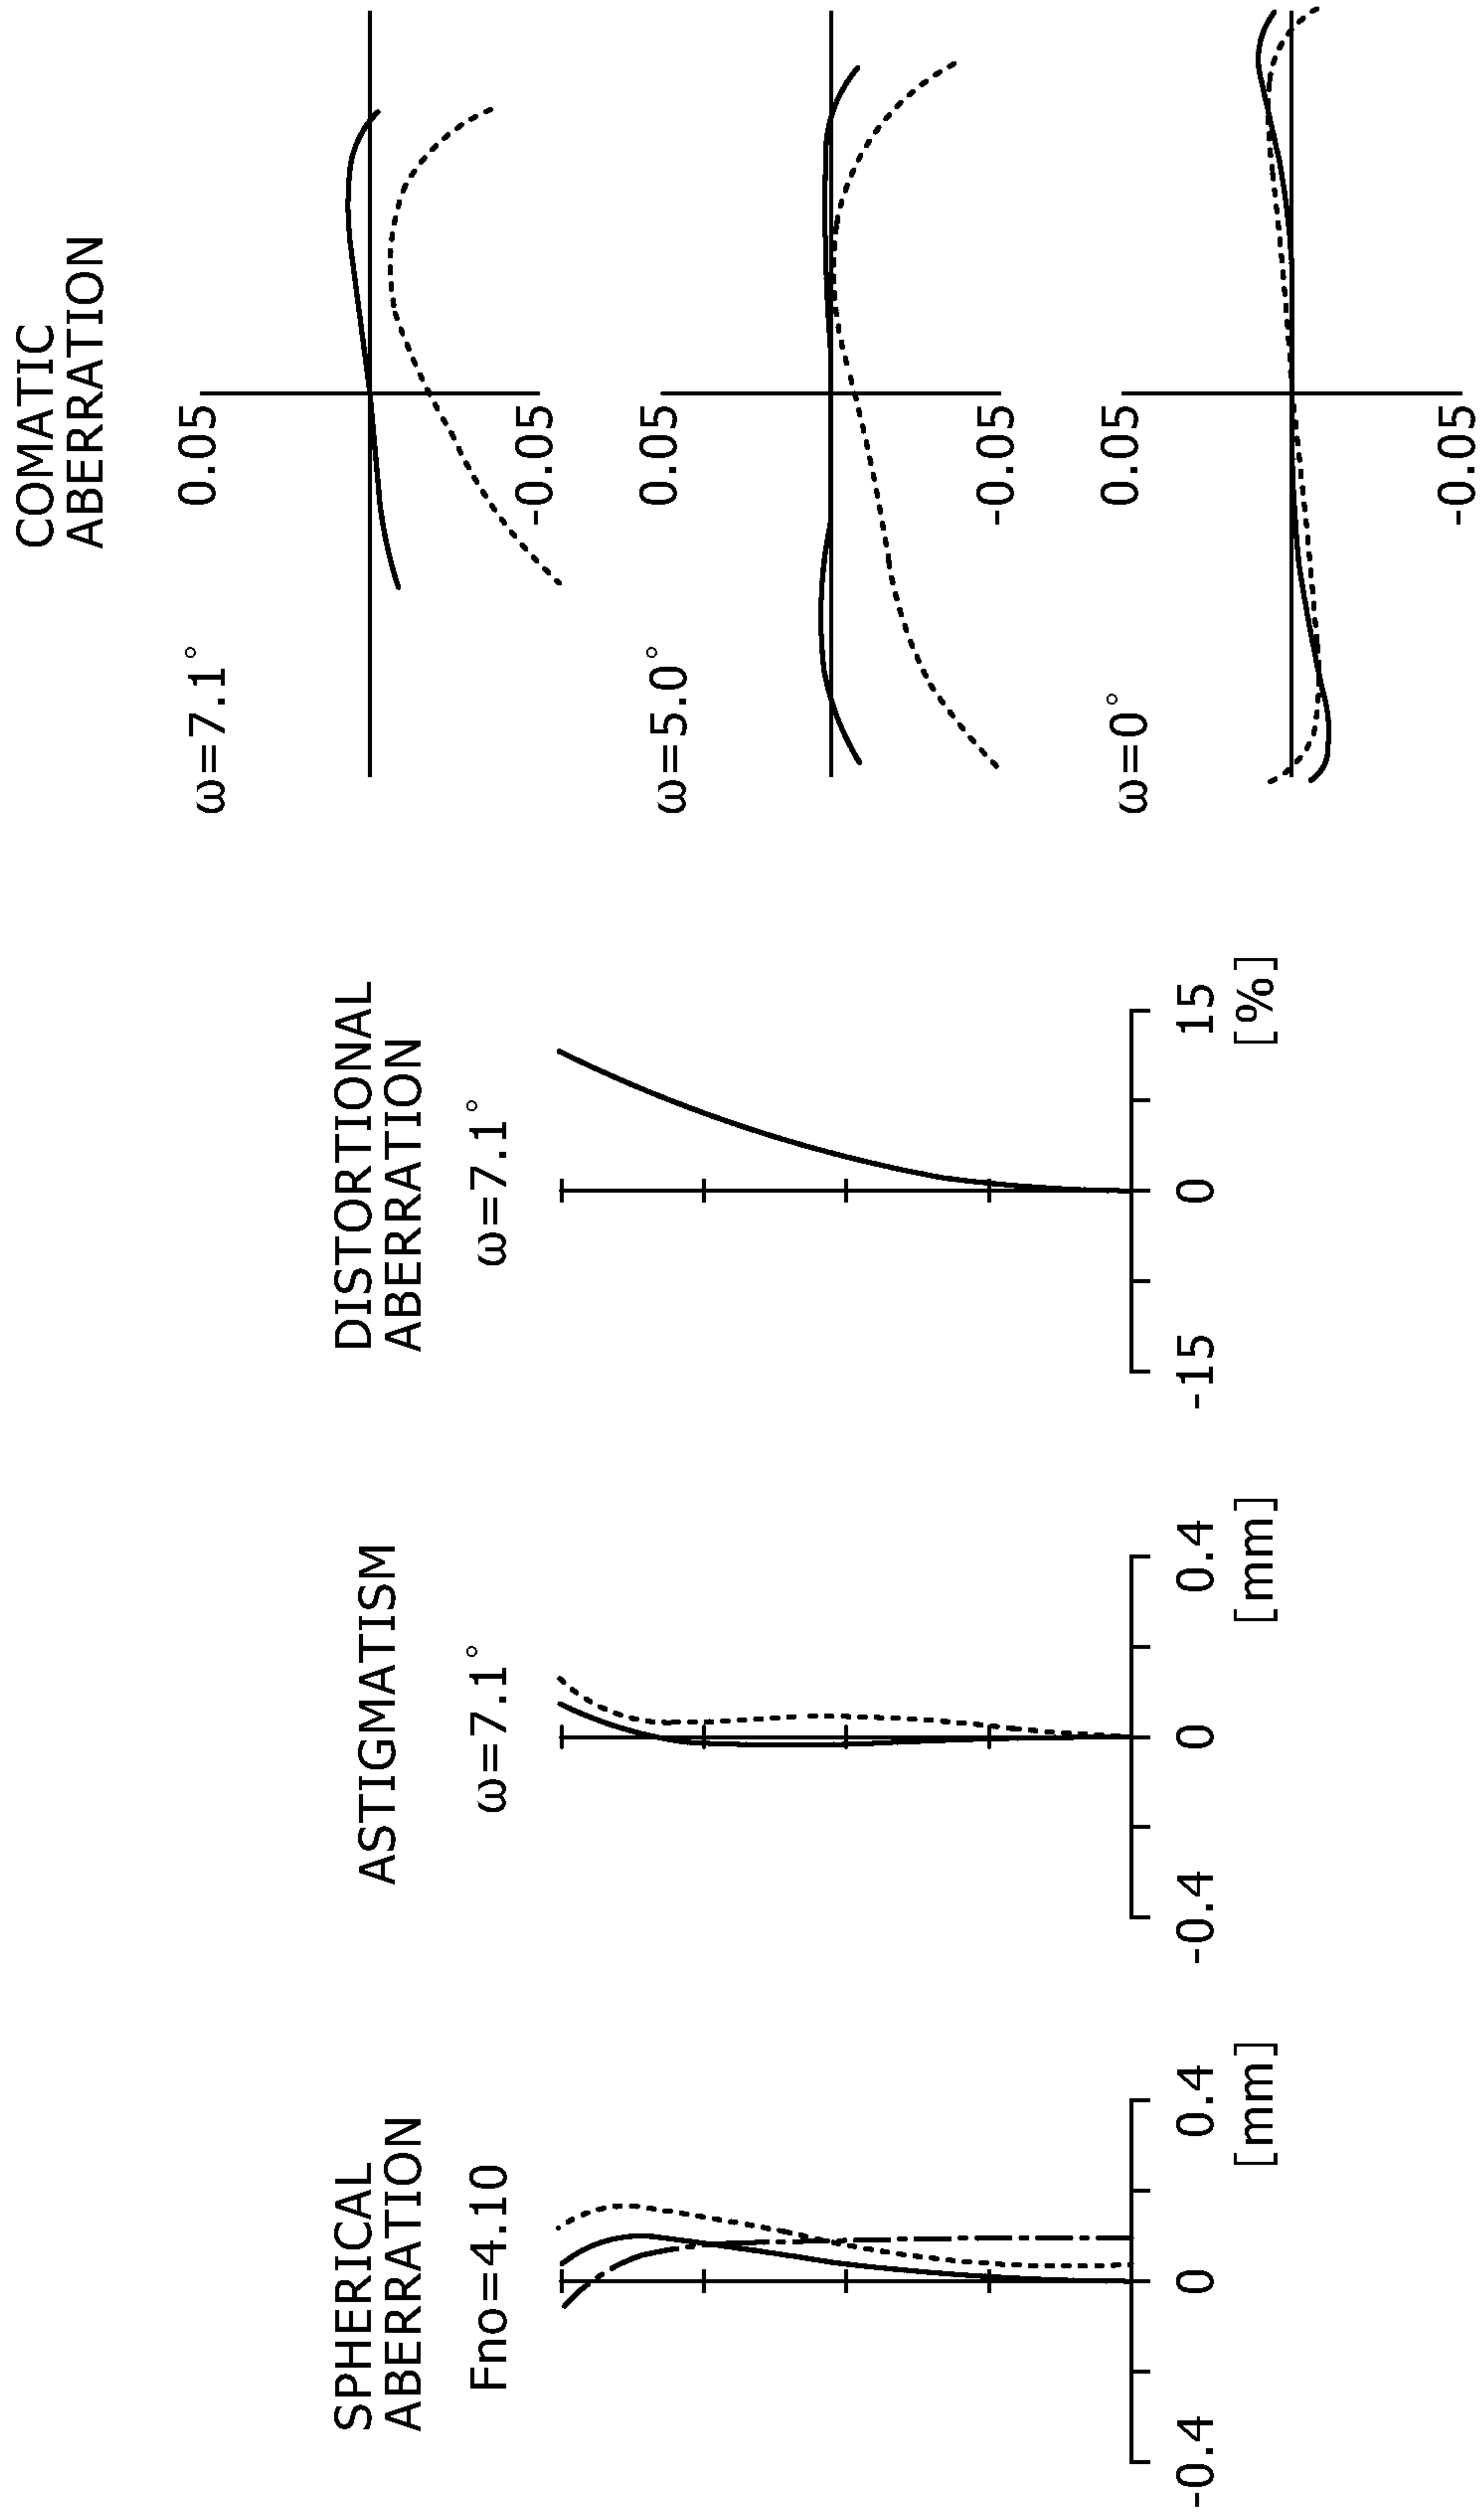 SPHERICAL
ABERRATION
Fno=4.10
-0.4
0
0.4
[mm]
ASTIGMATISM
ω=7.1°
-0.4
0
0.4
[mm]
DISTORTIONAL
ABERRATION
ω=7.1°
-15
0
15
[%]
COMATIC
ABERRATION
ω=7.1°
0.05
-0.05
ω=5.0°
0.05
-0.05
ω=0°
0.05
-0.05